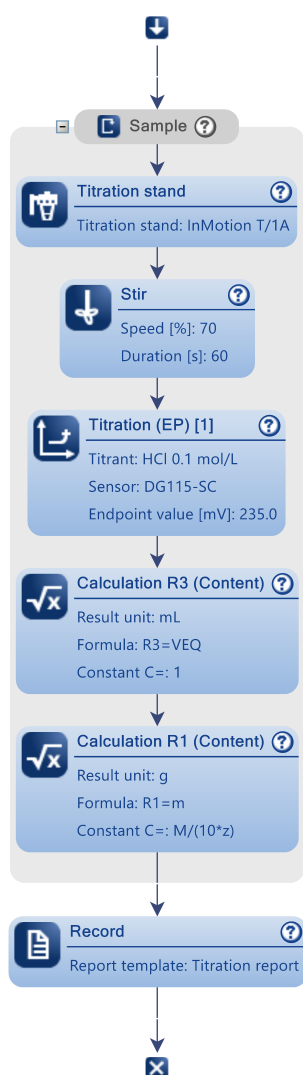 Sample ?
Titration stand ?
Titration stand: InMotion T/1A
Stir ?
Speed [%]: 70
Duration [s]: 60
Titration (EP) [1] ?
Titrant: HCl 0.1 mol/L
Sensor: DG115-SC
Endpoint value [mV]: 235.0
Calculation R3 (Content) ?
√x
Result unit: mL
Formula: R3=VEQ
Constant C=: 1
Calculation R1 (Content) ?
√x
Result unit: g
Formula: R1=m
Constant C=: M/(10*z)
Record ?
Report template: Titration report